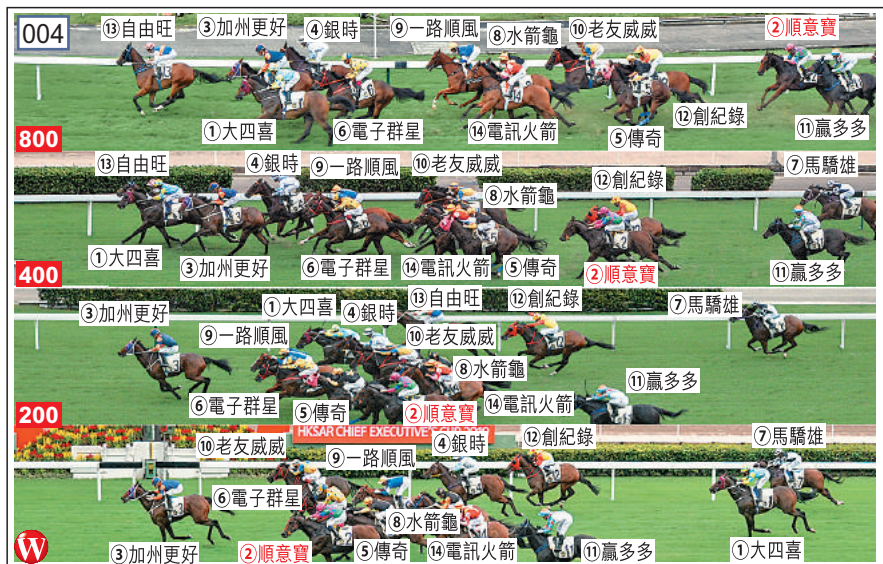 004
⑬自由旺 ③加州更好 ④銀時 ⑨一路順風 ⑧水箭龜 ⑩老友威威 ②順意寶
①大四喜 ⑥電子群星 ⑭電訊火箭 ⑤傳奇 ⑫創紀錄 ⑪贏多多
800
⑬自由旺 ④銀時 ⑨一路順風 ⑩老友威威 ⑧水箭龜 ⑫創紀錄 ⑦馬驕雄
①大四喜 ③加州更好 ⑥電子群星 ⑭電訊火箭 ⑤傳奇 ②順意寶 ⑪贏多多
400
③加州更好 ⑨一路順風 ①大四喜 ④銀時 ⑬自由旺 ⑩老友威威 ⑫創紀錄 ⑦馬驕雄
⑥電子群星 ⑤傳奇 ②順意寶 ⑧水箭龜 ⑭電訊火箭 ⑪贏多多
200
HKSAR CHIEF EXECUTIVE'S CUP
⑩老友威威 ⑥電子群星 ⑨一路順風 ④銀時 ⑫創紀錄 ⑦馬驕雄
③加州更好 ②順意寶 ⑤傳奇 ⑧水箭龜 ⑭電訊火箭 ⑪贏多多 ①大四喜
W